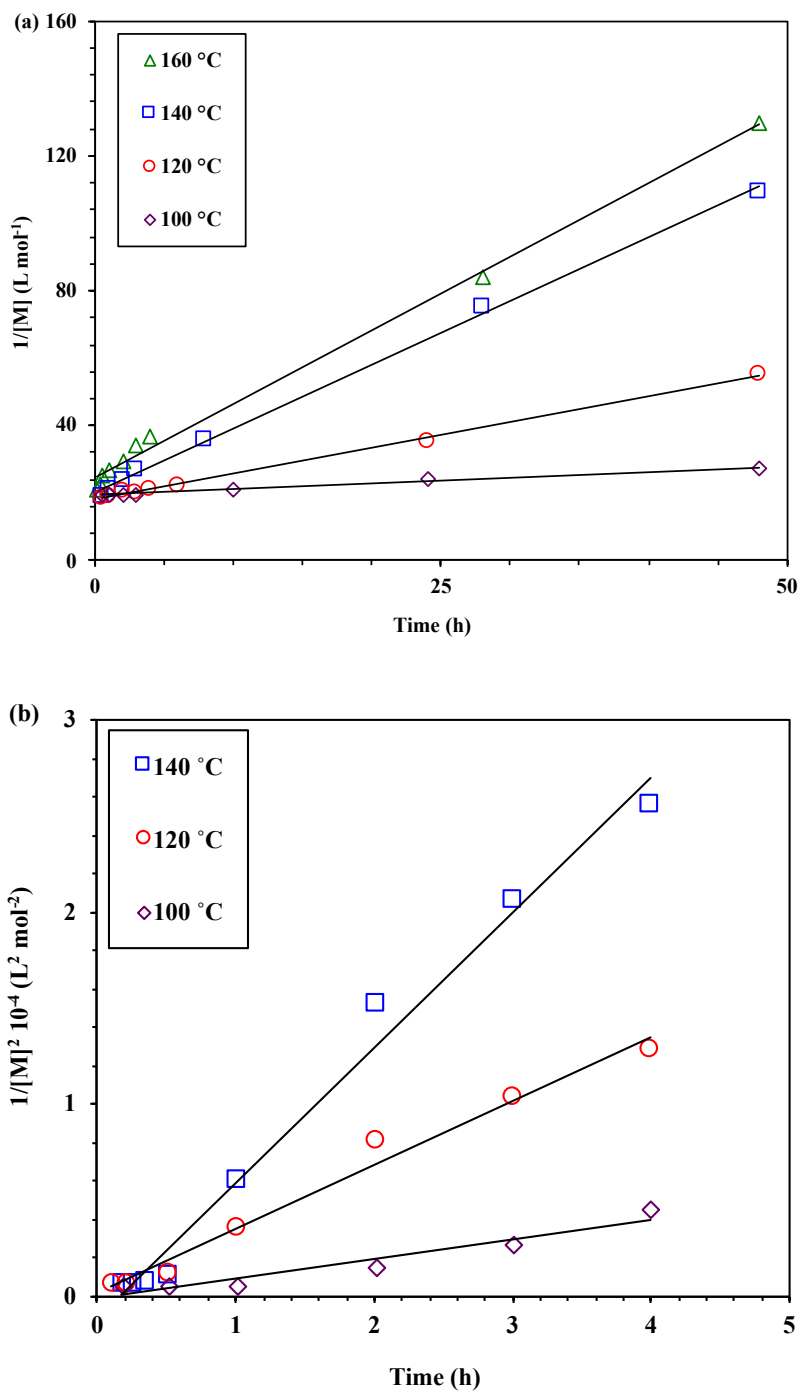 (a)
160
120
80
40
0
1/[M] (L mol⁻¹)
160 °C
140 °C
120 °C
100 °C
0
25
50
Time (h)
(b)
3
2
1
0
1/[M]² 10⁻⁴ (L² mol⁻²)
140 ˚C
120 ˚C
100 ˚C
0
1
2
3
4
5
Time (h)